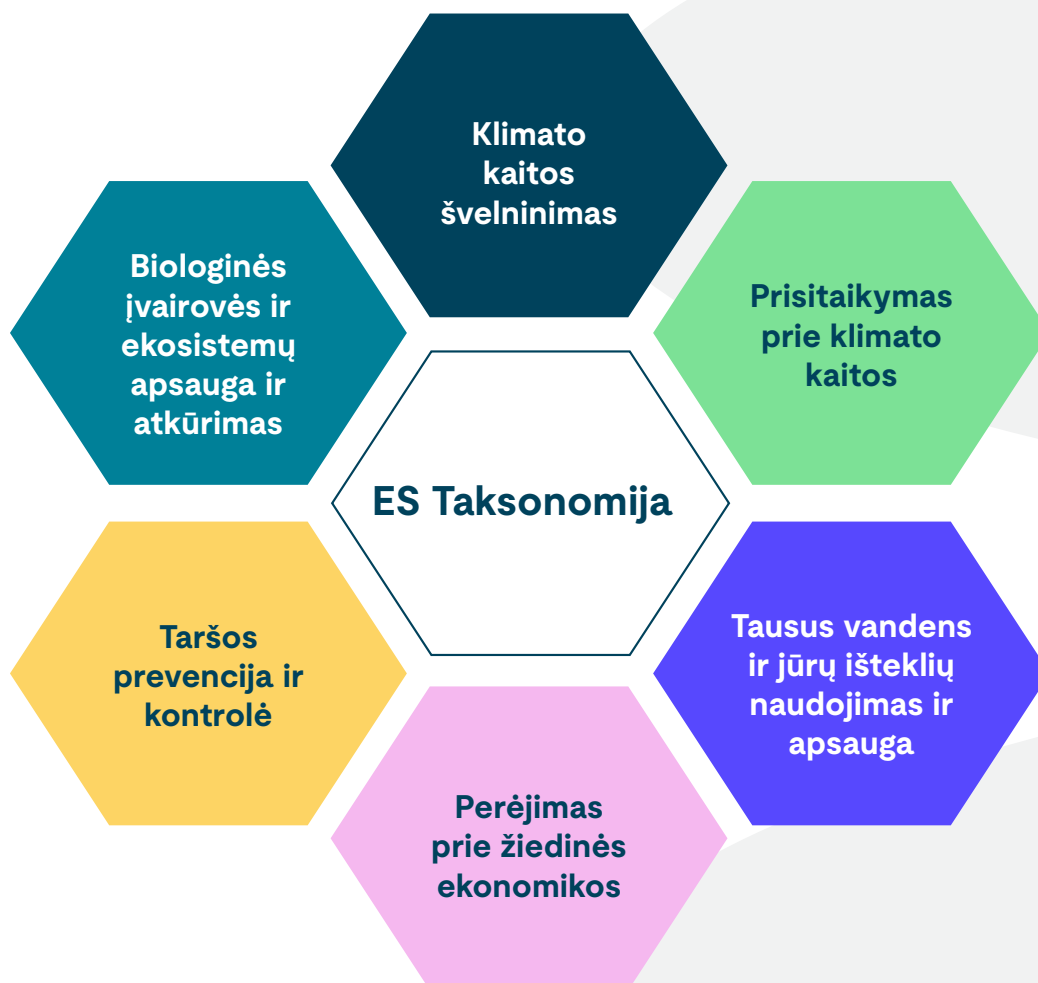 Klimato
kaitos
švelninimas
Prisitaikymas
prie klimato
kaitos
Tausus vandens
ir jūrų išteklių
naudojimas ir
apsauga
Perėjimas
prie žiedinės
ekonomikos
Taršos
prevencija ir
kontrolė
Biologinės
įvairovės ir
ekosistemų
apsauga ir
atkūrimas
ES Taksonomija